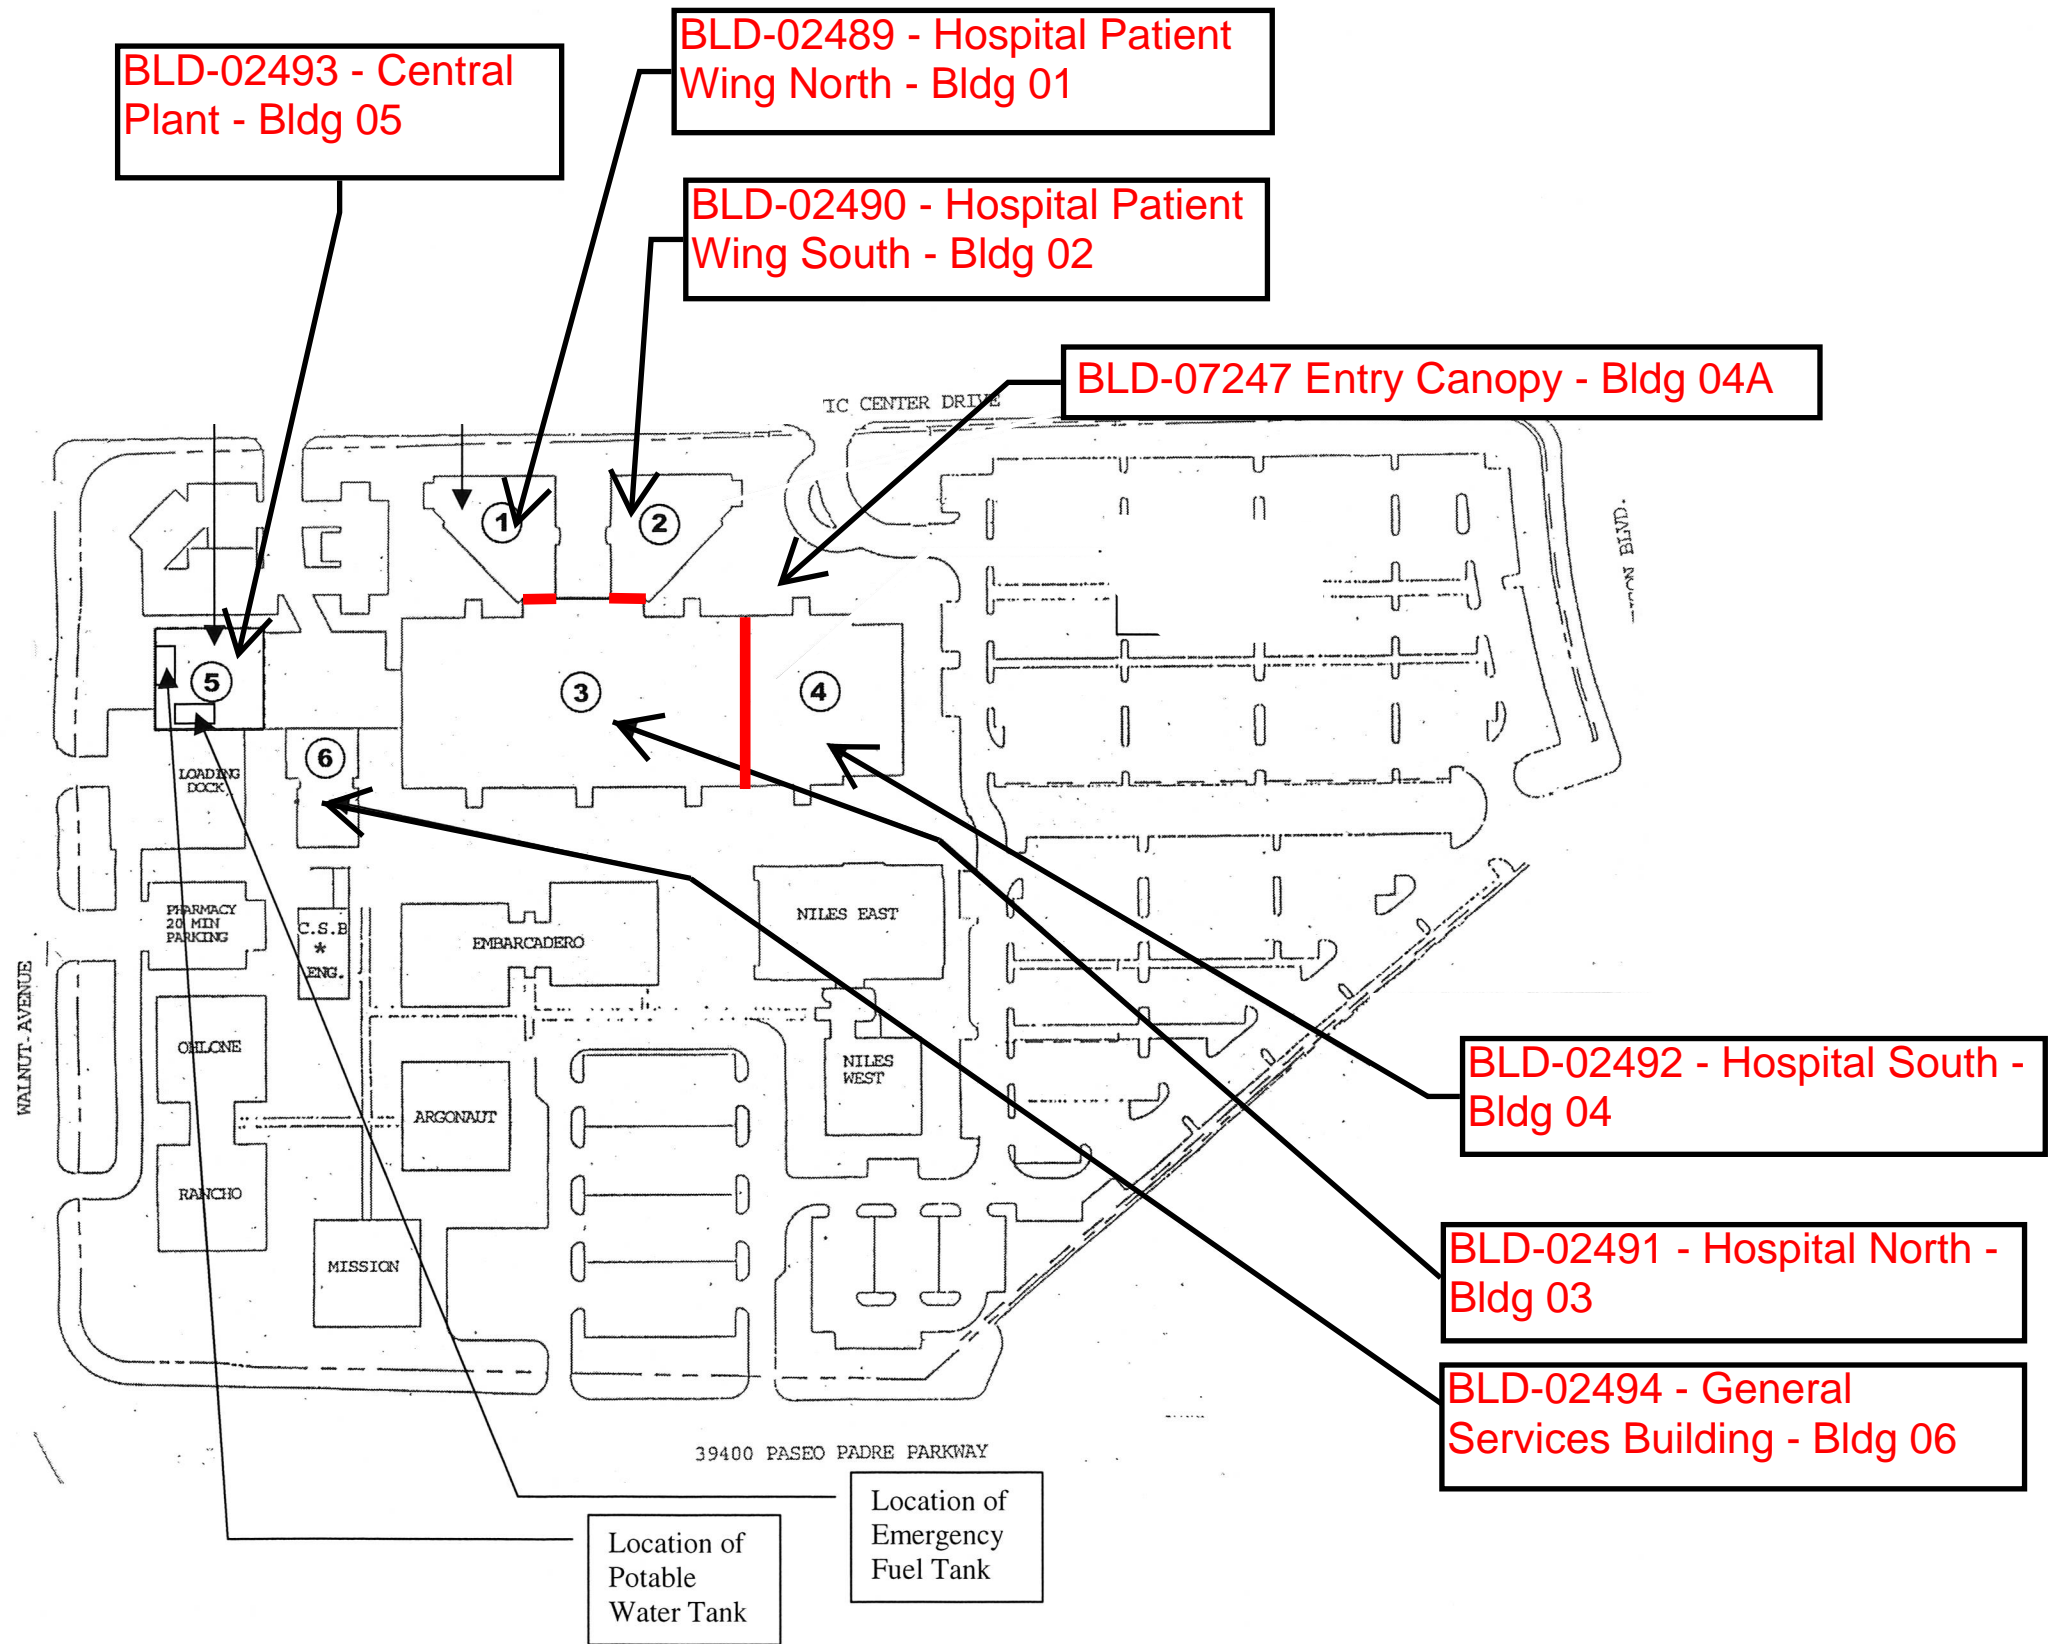 BLD-02489 - Hospital Patient
Wing North - Bldg 01
BLD-02493 - Central
Plant - Bldg 05
BLD-02490 - Hospital Patient
Wing South - Bldg 02
BLD-07247 Entry Canopy - Bldg 04A
CENTER DRIVE
BLVD.
1
2
5
3
4
6
LOADING
DOCK
PHARMACY
20 MIN
PARKING
C.S.B
*
ENG.
EMBARCADERO
NILES EAST
WALNUT-AVENUE
OHLONE
NILES
WEST
ARGONAUT
RANCHO
MISSION
BLD-02492 - Hospital South -
Bldg 04
BLD-02491 - Hospital North -
Bldg 03
BLD-02494 - General
Services Building - Bldg 06
39400 PASEO PADRE PARKWAY
Location of
Emergency
Fuel Tank
Location of
Potable
Water Tank